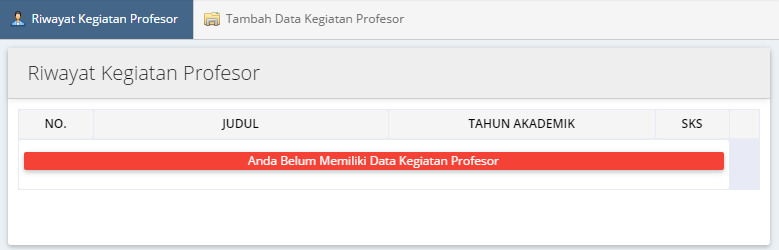 Riwayat Kegiatan Profesor Tambah Data Kegiatan Profesor
Riwayat Kegiatan Profesor
NO. JUDUL TAHUN AKADEMIK SKS
Anda Belum Memiliki Data Kegiatan Profesor